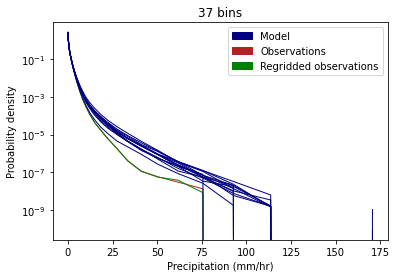 37 bins
Model
Observations
Regridded observations
10⁻¹
10⁻³
10⁻⁵
10⁻⁷
10⁻⁹
Probability density
0 25 50 75 100 125 150 175
Precipitation (mm/hr)